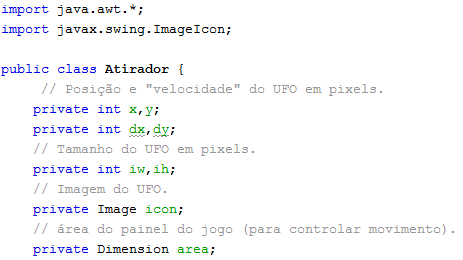 import java.awt.*;
import javax.swing.ImageIcon;
public class Atirador {
// Posição e "velocidade" do UFO em pixels.
private int x,y;
private int dx,dy;
// Tamanho do UFO em pixels.
private int iw,ih;
// Imagem do UFO.
private Image icon;
// área do painel do jogo (para controlar movimento).
private Dimension area;